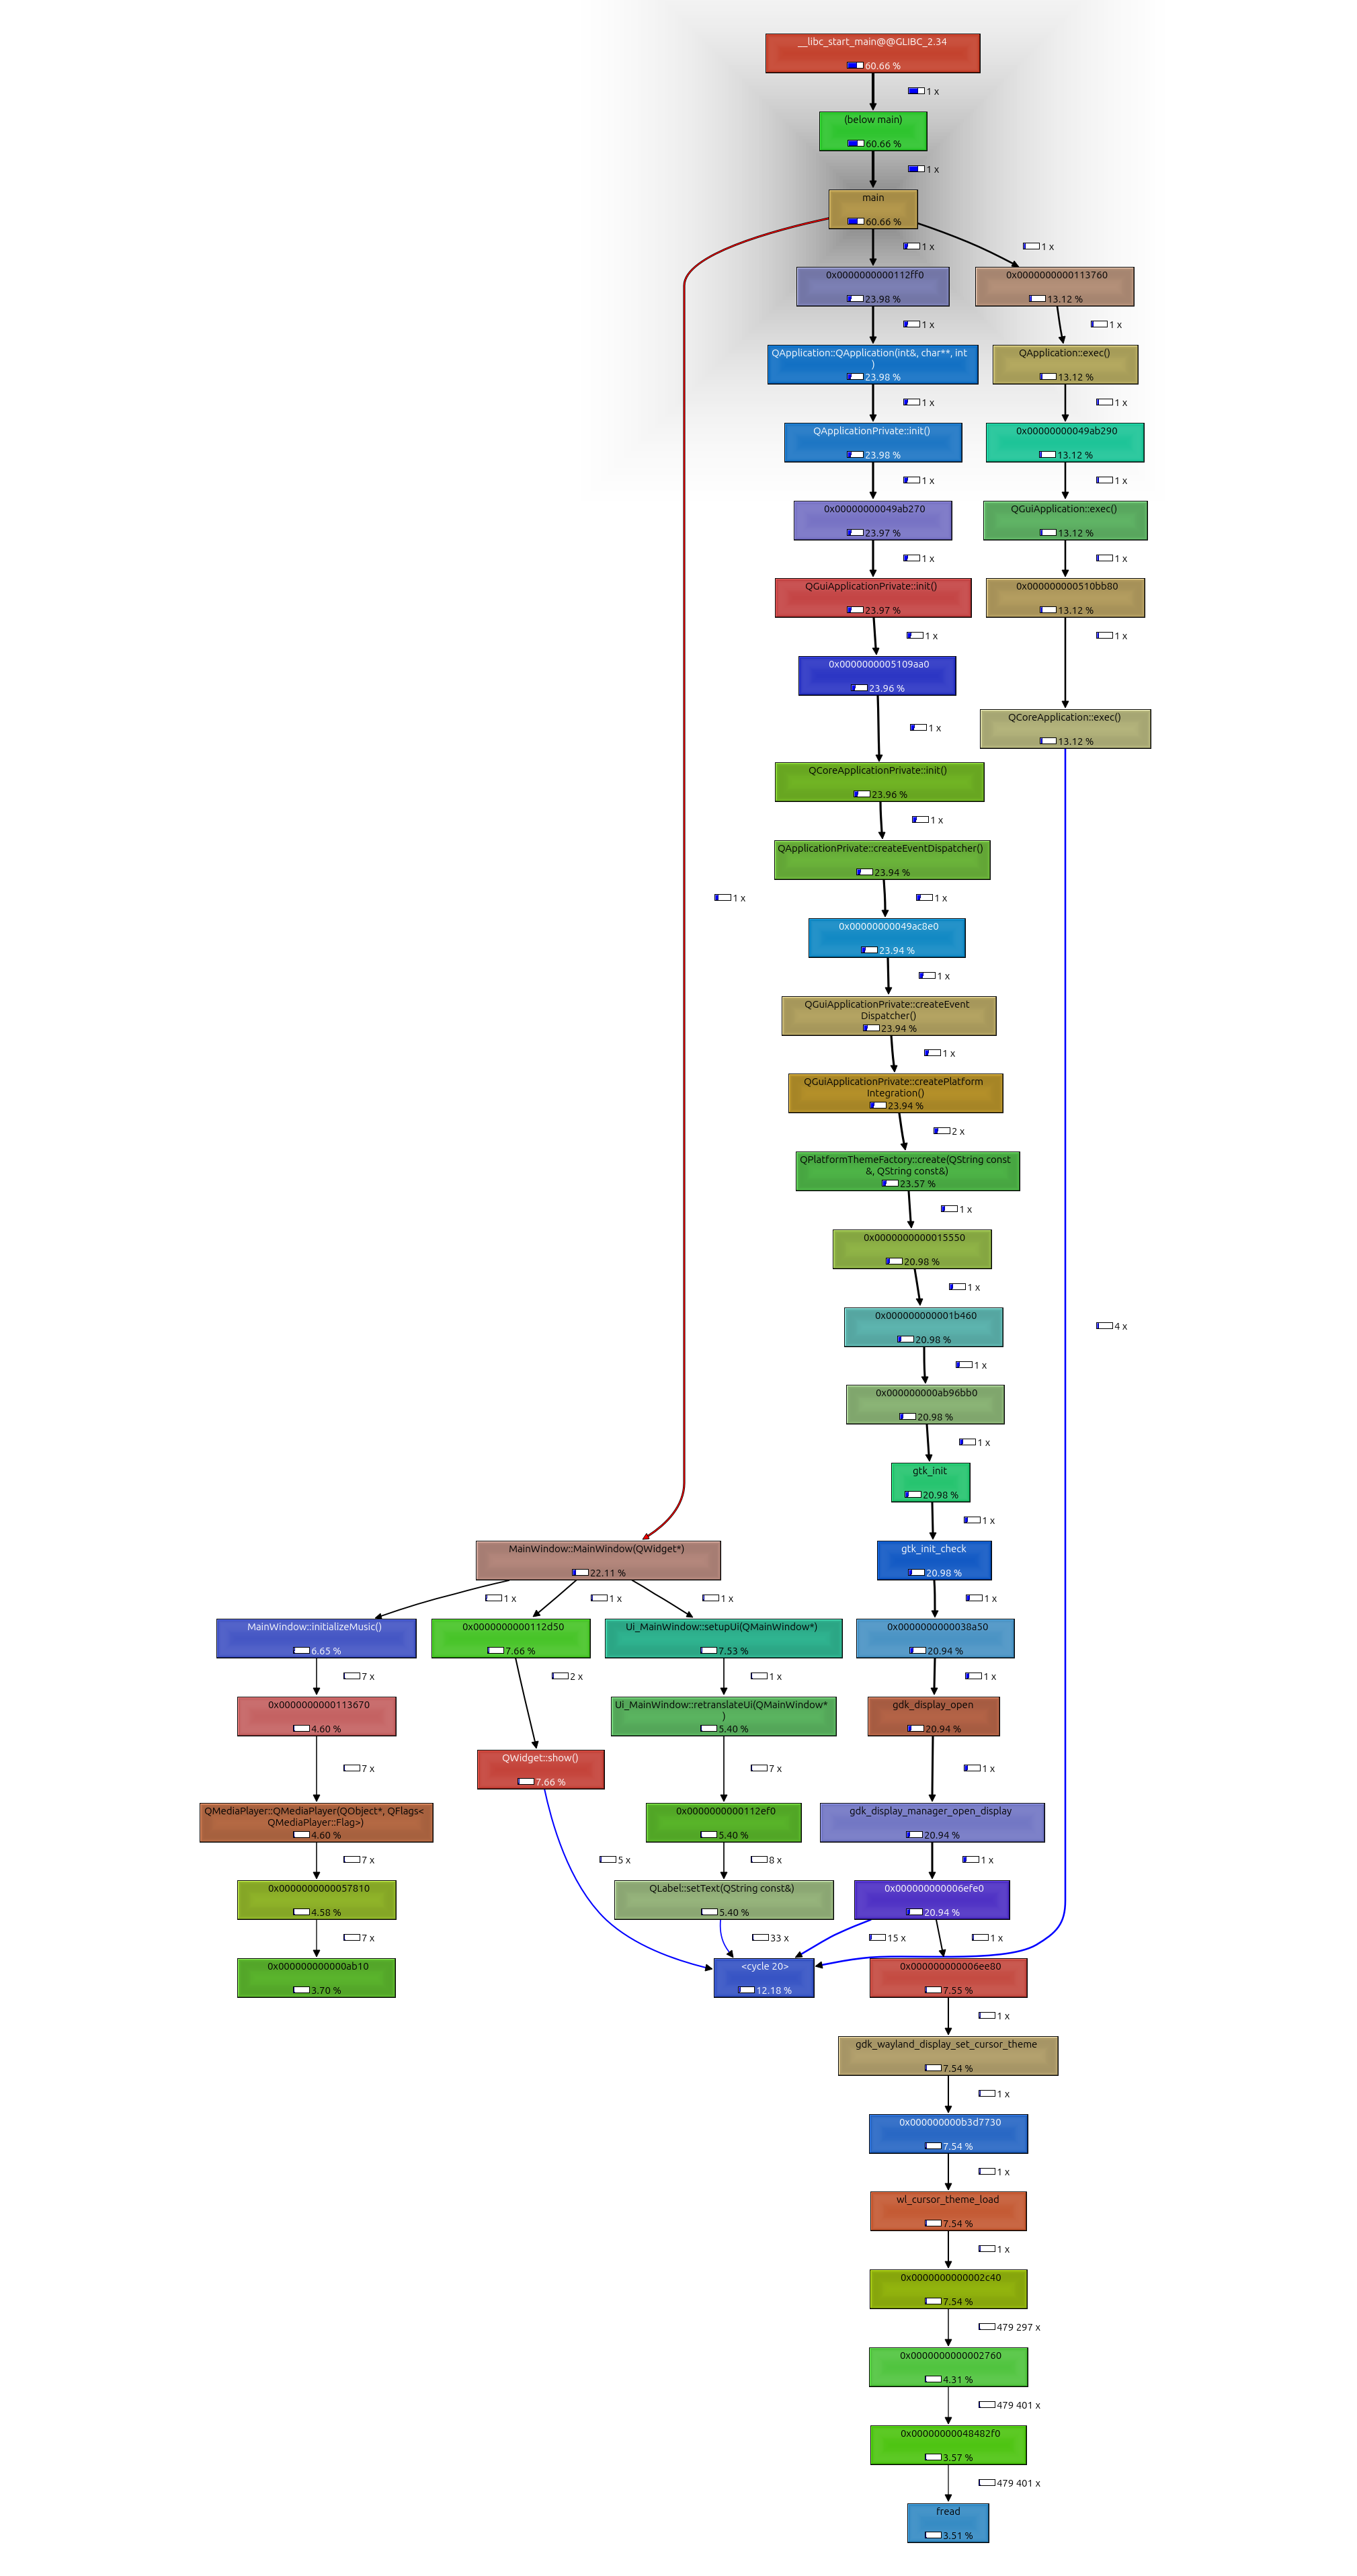 __libc_start_main@@GLIBC_2.34
60.66 %
1 x
(below main)
60.66 %
1 x
main
60.66 %
1 x
1 x
0x0000000000112ff0
23.98 %
0x0000000000113760
13.12 %
1 x
1 x
QApplication::QApplication(int&, char**, int
)
23.98 %
QApplication::exec()
13.12 %
1 x
1 x
QApplicationPrivate::init()
23.98 %
0x00000000049ab290
13.12 %
1 x
1 x
0x00000000049ab270
23.97 %
QGuiApplication::exec()
13.12 %
1 x
1 x
QGuiApplicationPrivate::init()
23.97 %
0x000000000510bb80
13.12 %
1 x
1 x
0x0000000005109aa0
23.96 %
QCoreApplication::exec()
13.12 %
1 x
QCoreApplicationPrivate::init()
23.96 %
1 x
QApplicationPrivate::createEventDispatcher()
23.94 %
1 x
1 x
0x00000000049ac8e0
23.94 %
1 x
QGuiApplicationPrivate::createEvent
Dispatcher()
23.94 %
1 x
QGuiApplicationPrivate::createPlatform
Integration()
23.94 %
2 x
QPlatformThemeFactory::create(QString const
&, QString const&)
23.57 %
1 x
0x0000000000015550
20.98 %
1 x
0x000000000001b460
20.98 %
4 x
1 x
0x000000000ab96bb0
20.98 %
1 x
gtk_init
20.98 %
1 x
MainWindow::MainWindow(QWidget*)
22.11 %
gtk_init_check
20.98 %
1 x
1 x
1 x
1 x
MainWindow::initializeMusic()
6.65 %
0x0000000000112d50
7.66 %
Ui_MainWindow::setupUi(QMainWindow*)
7.53 %
0x0000000000038a50
20.94 %
7 x
2 x
1 x
1 x
0x0000000000113670
4.60 %
Ui_MainWindow::retranslateUi(QMainWindow*
)
5.40 %
gdk_display_open
20.94 %
QWidget::show()
7.66 %
7 x
7 x
1 x
QMediaPlayer::QMediaPlayer(QObject*, QFlags<
QMediaPlayer::Flag>)
4.60 %
0x0000000000112ef0
5.40 %
gdk_display_manager_open_display
20.94 %
7 x
5 x
8 x
1 x
0x0000000000057810
4.58 %
QLabel::setText(QString const&)
5.40 %
0x000000000006efe0
20.94 %
7 x
33 x
15 x
1 x
0x000000000000ab10
3.70 %
<cycle 20>
12.18 %
0x000000000006ee80
7.55 %
1 x
gdk_wayland_display_set_cursor_theme
7.54 %
1 x
0x000000000b3d7730
7.54 %
1 x
wl_cursor_theme_load
7.54 %
1 x
0x0000000000002c40
7.54 %
479 297 x
0x0000000000002760
4.31 %
479 401 x
0x00000000048482f0
3.57 %
479 401 x
fread
3.51 %